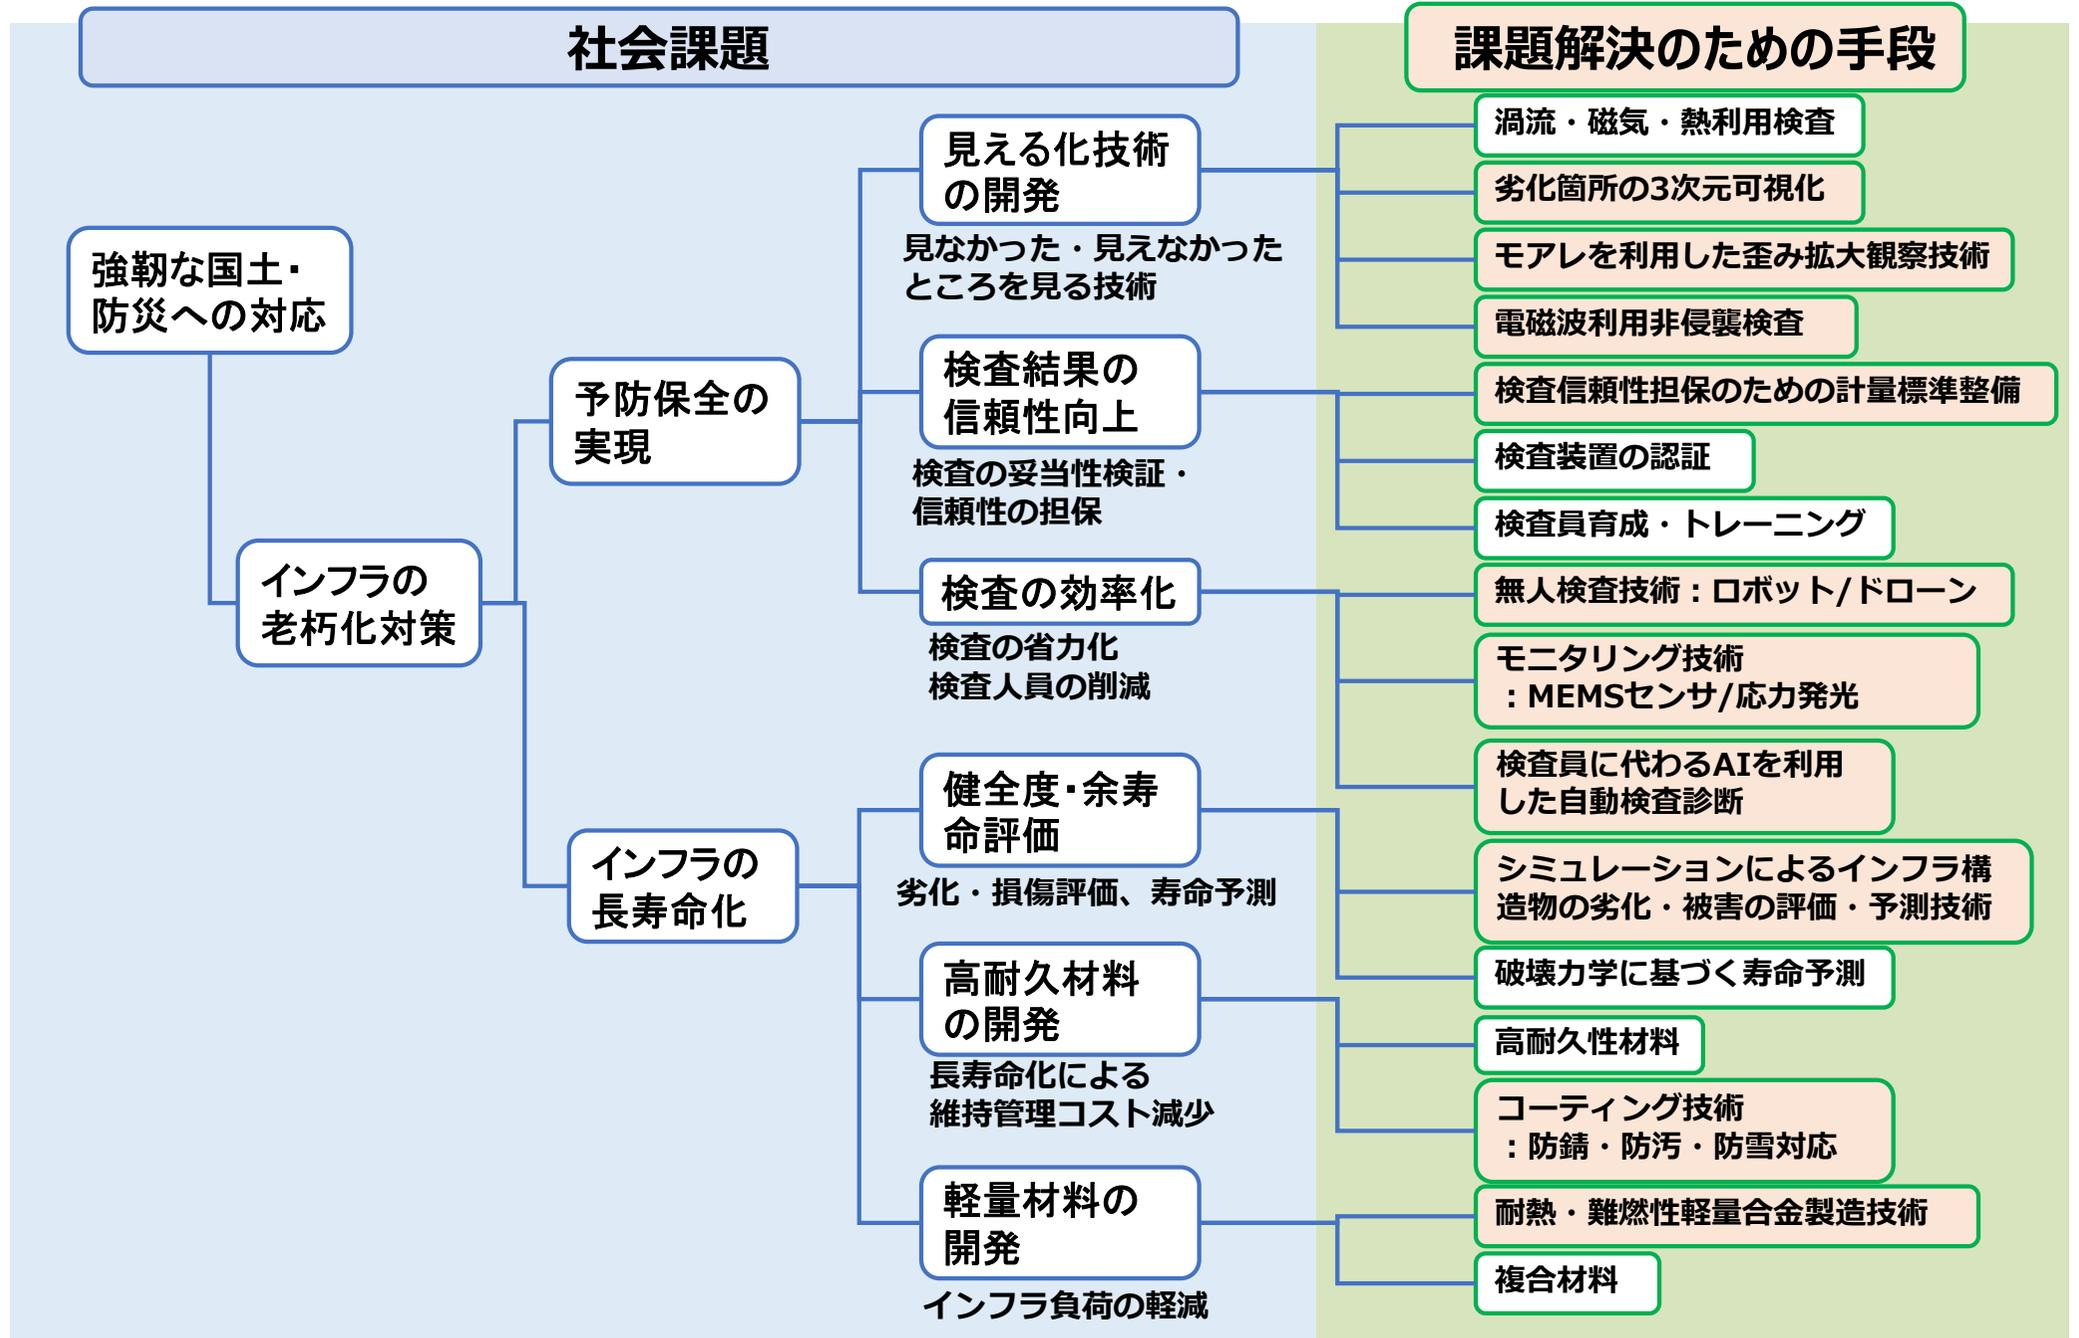 社会課題
課題解決のための手段
強靭な国土・
防災への対応
インフラの
老朽化対策
予防保全の
実現
インフラの
長寿命化
見える化技術
の開発
見なかった・見えなかった
ところを見る技術
検査結果の
信頼性向上
検査の妥当性検証・
信頼性の担保
検査の効率化
検査の省力化
検査人員の削減
健全度・余寿
命評価
劣化・損傷評価、寿命予測
高耐久材料
の開発
長寿命化による
維持管理コスト減少
軽量材料の
開発
インフラ負荷の軽減
渦流・磁気・熱利用検査
劣化箇所の3次元可視化
モアレを利用した歪み拡大観察技術
電磁波利用非侵襲検査
検査信頼性担保のための計量標準整備
検査装置の認証
検査員育成・トレーニング
無人検査技術：ロボット/ドローン
モニタリング技術
：MEMSセンサ/応力発光
検査員に代わるAIを利用
した自動検査診断
シミュレーションによるインフラ構
造物の劣化・被害の評価・予測技術
破壊力学に基づく寿命予測
高耐久性材料
コーティング技術
：防錆・防汚・防雪対応
耐熱・難燃性軽量合金製造技術
複合材料